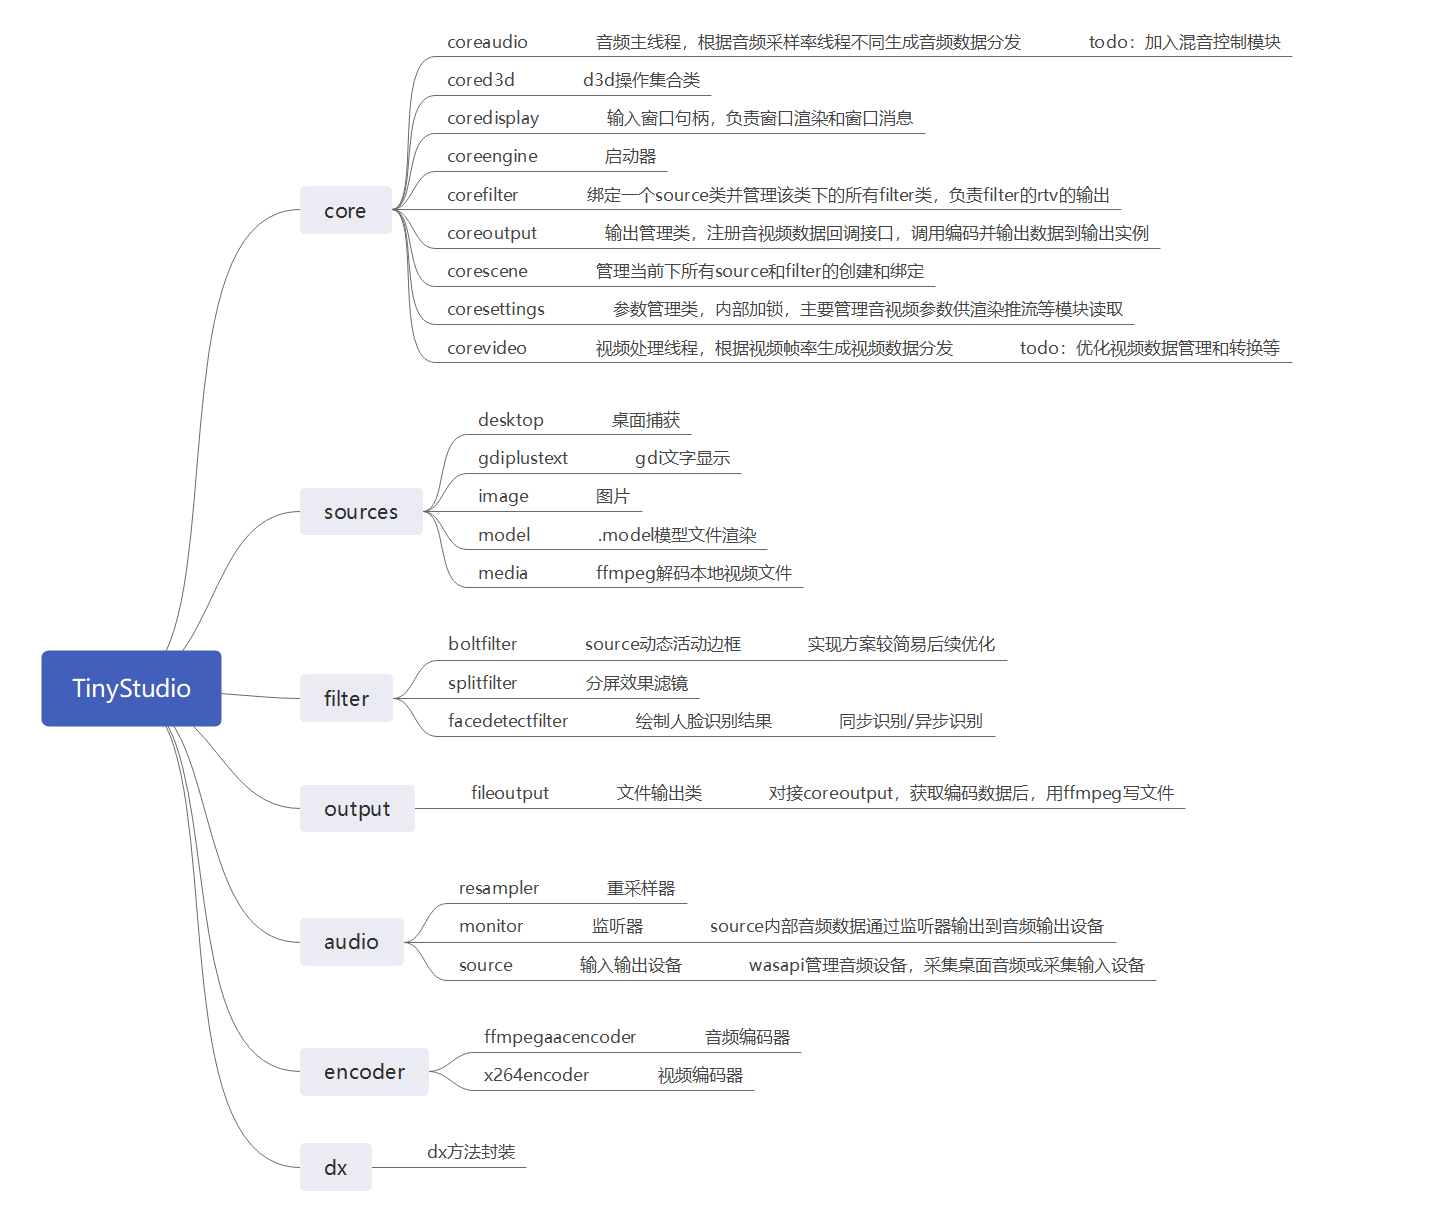 TinyStudio
core
coreaudio 音频主线程，根据音频采样率线程不同生成音频数据分发 todo：加入混音控制模块
cored3d d3d操作集合类
coredisplay 输入窗口句柄，负责窗口渲染和窗口消息
coreengine 启动器
corefilter 绑定一个source类并管理该类下的所有filter类，负责filter的rtv的输出
coreoutput 输出管理类，注册音视频数据回调接口，调用编码并输出数据到输出实例
corescene 管理当前下所有source和filter的创建和绑定
coresettings 参数管理类，内部加锁，主要管理音视频参数供渲染推流等模块读取
corevideo 视频处理线程，根据视频帧率生成视频数据分发 todo：优化视频数据管理和转换等
sources
desktop 桌面捕获
gdiplustext gdi文字显示
image 图片
model .model模型文件渲染
media ffmpeg解码本地视频文件
filter
boltfilter source动态活动边框 实现方案较简易后续优化
splitfilter 分屏效果滤镜
facedetectfilter 绘制人脸识别结果 同步识别/异步识别
output
fileoutput 文件输出类 对接coreoutput，获取编码数据后，用ffmpeg写文件
audio
resampler 重采样器
monitor 监听器 source内部音频数据通过监听器输出到音频输出设备
source 输入输出设备 wasapi管理音频设备，采集桌面音频或采集输入设备
encoder
ffmpegaacencoder 音频编码器
x264encoder 视频编码器
dx
dx方法封装